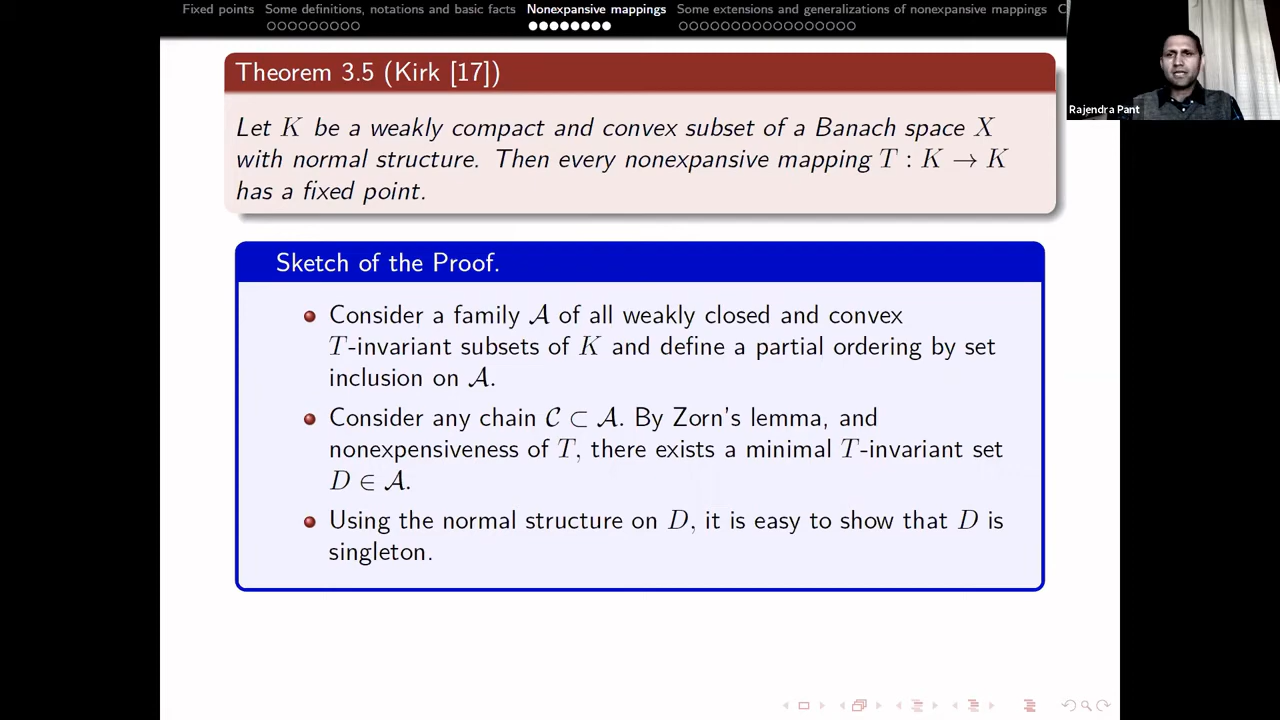 Fixed points Some definitions, notations and basic facts Nonexpansive mappings Some extensions and generalizations of nonexpansive mappings C
Rajendra Pant
Theorem 3.5 (Kirk [17])
Let K be a weakly compact and convex subset of a Banach space X
with normal structure. Then every nonexpansive mapping T : K → K
has a fixed point.
Sketch of the Proof.
Consider a family 𝒜 of all weakly closed and convex
T-invariant subsets of K and define a partial ordering by set
inclusion on 𝒜.
Consider any chain 𝒞 ⊂ 𝒜. By Zorn's lemma, and
nonexpensiveness of T, there exists a minimal T-invariant set
D ∈ 𝒜.
Using the normal structure on D, it is easy to show that D is
singleton.